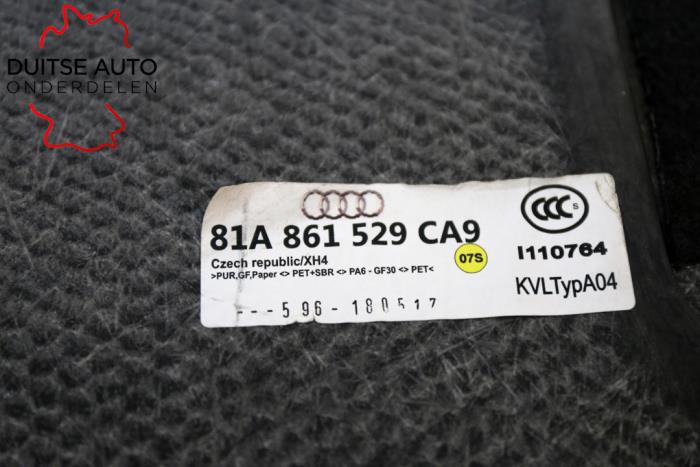 DUITSE AUTO
ONDERDELEN
81A 861 529 CA9
Czech republic/XH4
07S
>PUR,GF,Paper <> PET+SBR <> PA6 - GF30 <> PET<
---596-180517
CCC S
I110764
KVLTypA04